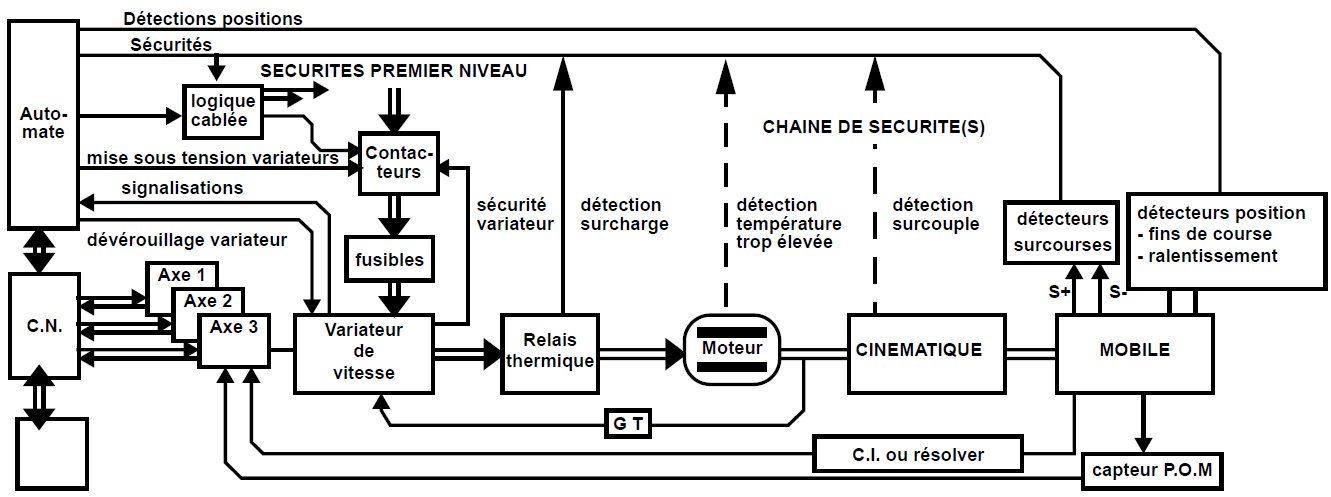 Détections positions
Sécurités
SECURITES PREMIER NIVEAU
Auto-
mate
logique
cablée
CHAINE DE SECURITE(S)
Contac-
teurs
mise sous tension variateurs
signalisations
sécurité
variateur
détection
surcharge
détection
température
trop élevée
détection
surcouple
détecteurs
surcourses
détecteurs position
- fins de course
- ralentissement
dévérouillage variateur
fusibles
S+
S-
C.N.
Axe 1
Axe 2
Axe 3
Variateur
de
vitesse
Relais
thermique
Moteur
CINEMATIQUE
MOBILE
G T
C.I. ou résolver
capteur P.O.M